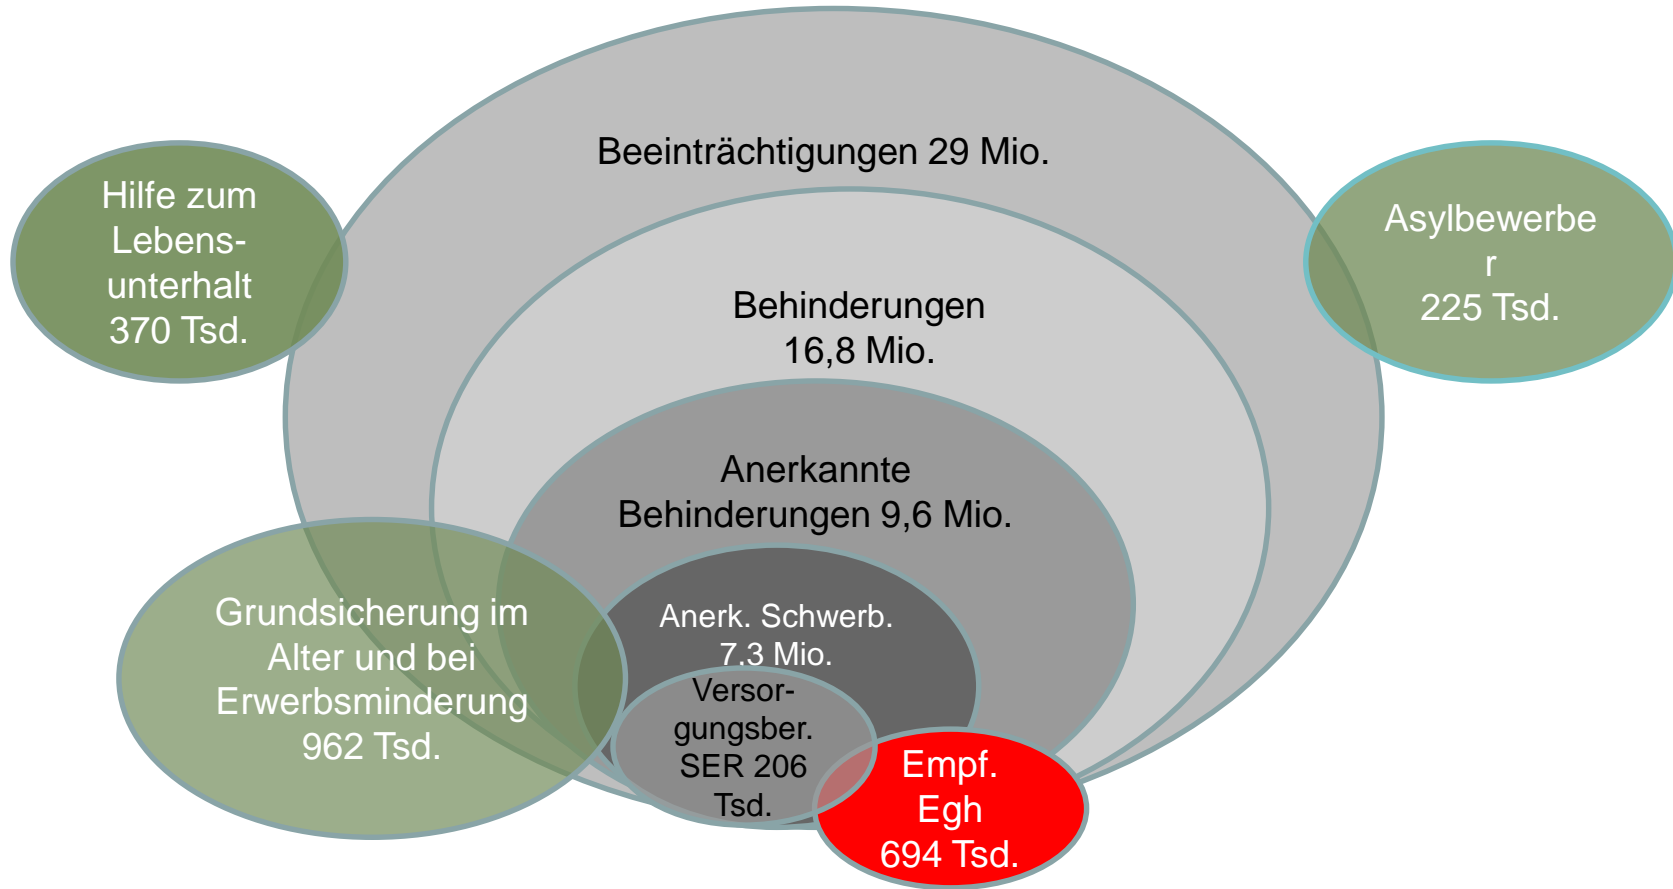 Beeinträchtigungen 29 Mio.
Hilfe zum
Lebens-
unterhalt
370 Tsd.
Asylbewerbe
r
225 Tsd.
Behinderungen
16,8 Mio.
Anerkannte
Behinderungen 9,6 Mio.
Grundsicherung im
Alter und bei
Erwerbsminderung
962 Tsd.
Anerk. Schwerb.
7,3 Mio.
Versor-
gungsber.
SER 206
Tsd.
Empf.
Egh
694 Tsd.